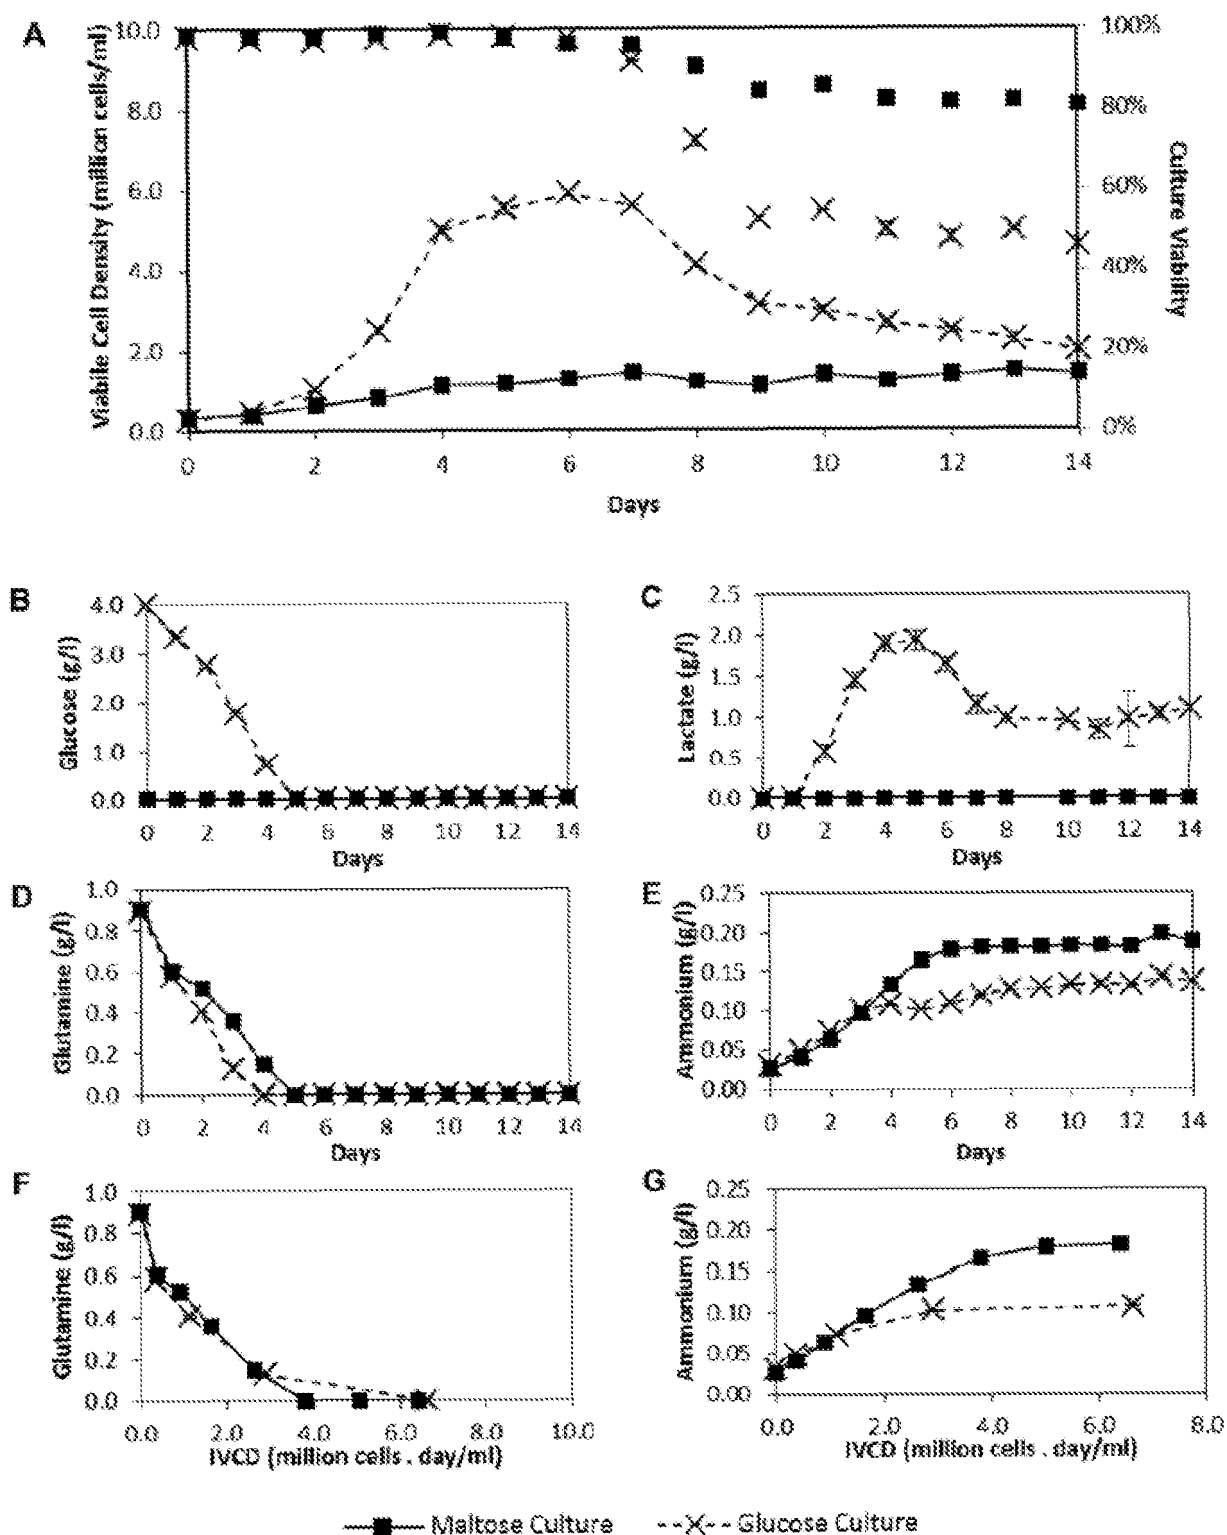 A
Viabile Cell Density (million cells/ml)
10.0
8.0
6.0
4.0
2.0
0.0
100%
80%
60%
40%
20%
0%
Culture Viability
0 2 4 6 8 10 12 14
Days
B
Glucose (g/l)
4.0
3.0
2.0
1.0
0.0
0 2 4 6 8 10 12 14
Days
C
Lactate (g/l)
2.5
2.0
1.5
1.0
0.5
0.0
0 2 4 6 8 10 12 14
Days
D
Glutamine (g/l)
1.0
0.8
0.6
0.4
0.2
0.0
0 2 4 6 8 10 12 14
Days
E
Ammonium (g/l)
0.25
0.20
0.15
0.10
0.05
0.00
0 2 4 6 8 10 12 14
Days
F
Glutamine (g/l)
1.0
0.8
0.6
0.4
0.2
0.0
0.0 2.0 4.0 6.0 8.0 10.0
IVCD (million cells . day/ml)
G
Ammonium (g/l)
0.25
0.20
0.15
0.10
0.05
0.00
0.0 2.0 4.0 6.0 8.0
IVCD (million cells . day/ml)
Maltose Culture Glucose Culture